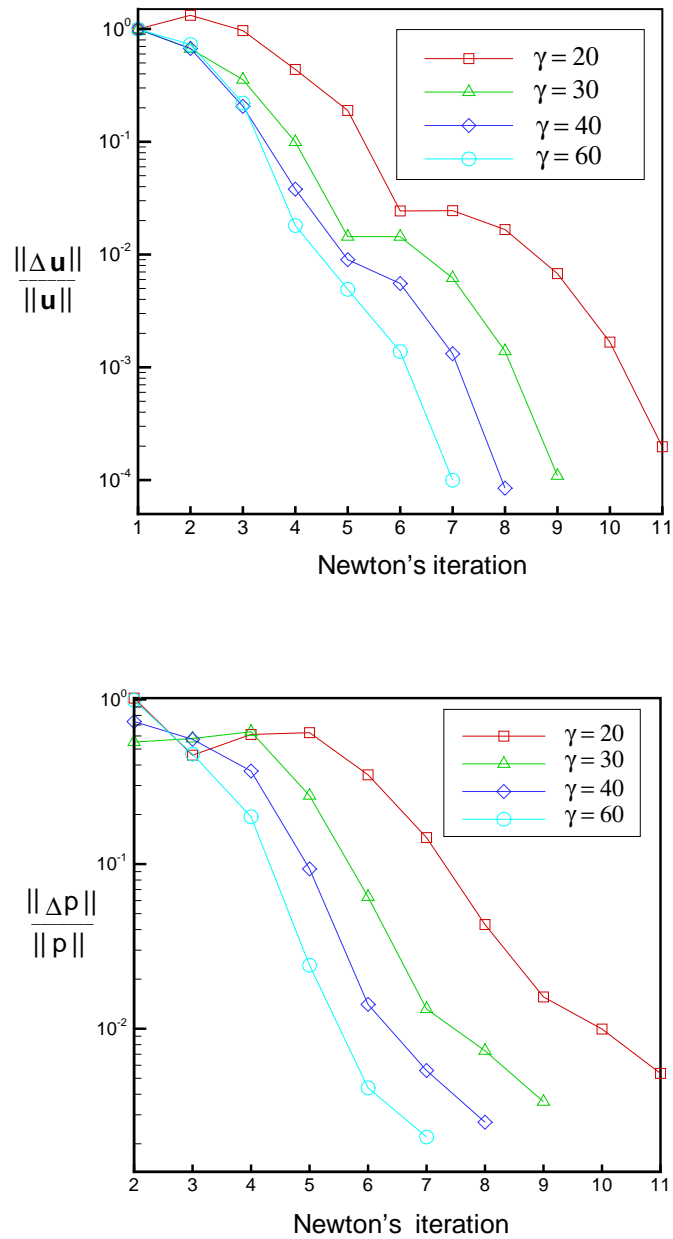 10^0
10^-1
10^-2
10^-3
10^-4
||Δu||
||u||
γ = 20
γ = 30
γ = 40
γ = 60
1 2 3 4 5 6 7 8 9 10 11
Newton's iteration
10^0
10^-1
10^-2
||Δp||
||p||
γ = 20
γ = 30
γ = 40
γ = 60
2 3 4 5 6 7 8 9 10 11
Newton's iteration